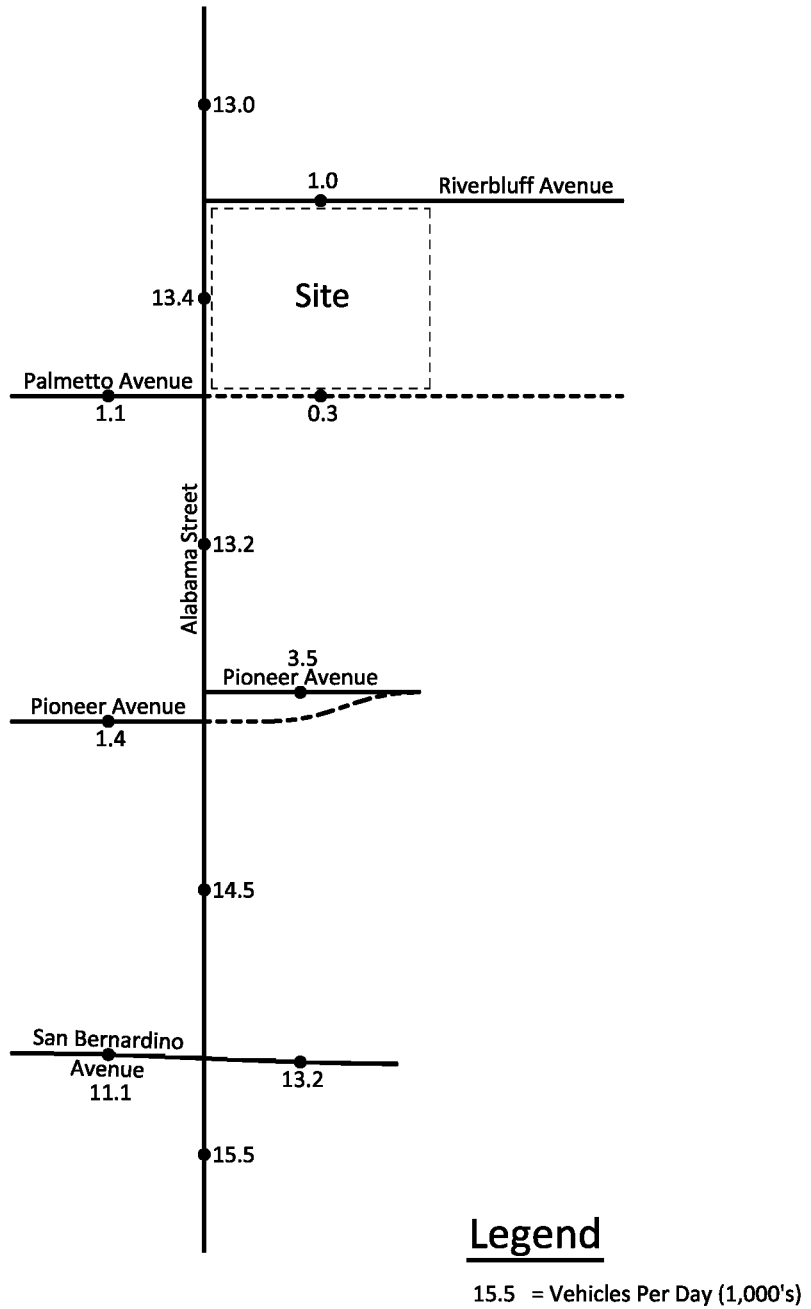 13.0
1.0
Riverbluff Avenue
13.4
Site
Palmetto Avenue
1.1
0.3
Alabama Street
13.2
3.5
Pioneer Avenue
Pioneer Avenue
1.4
14.5
San Bernardino
Avenue
11.1
13.2
15.5
Legend
15.5 = Vehicles Per Day (1,000's)